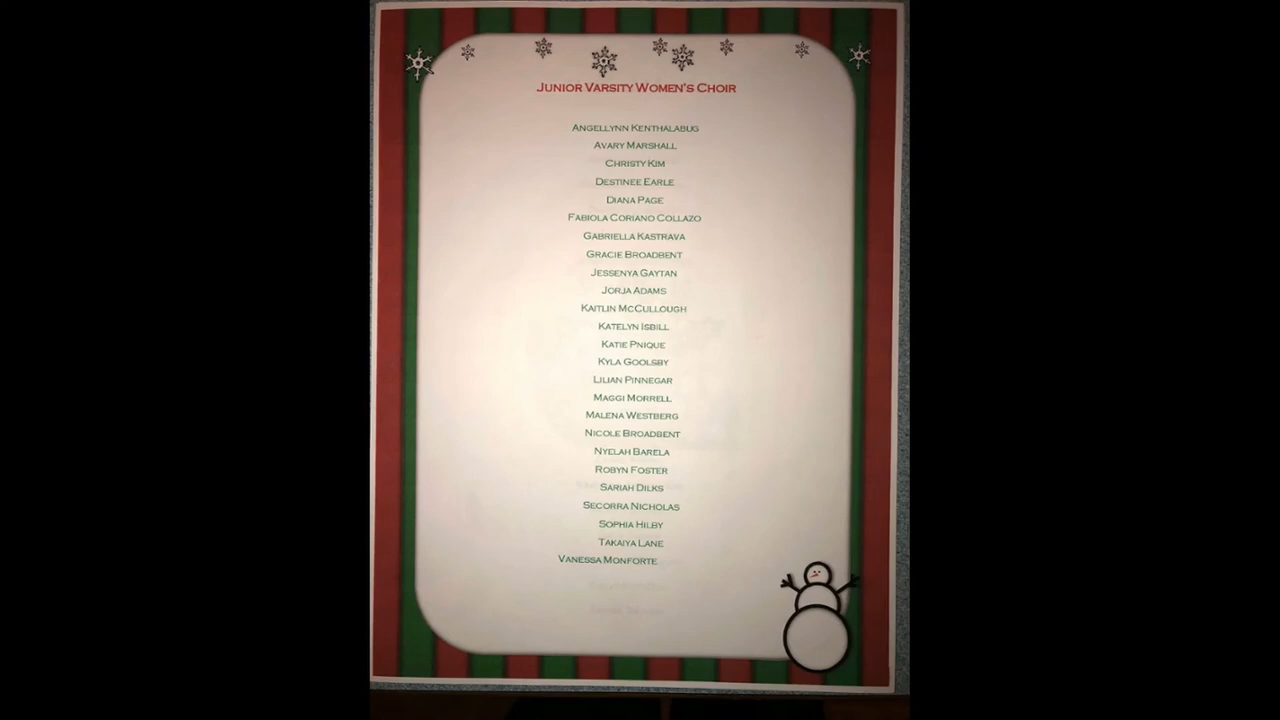 JUNIOR VARSITY WOMEN'S CHOIR
ANGELLYNN KENTHALABUG
AVARY MARSHALL
CHRISTY KIM
DESTINEE EARLE
DIANA PAGE
FABIOLA CORIANO COLLAZO
GABRIELLA KASTRAVA
GRACIE BROADBENT
JESSENYA GAYTAN
JORJA ADAMS
KAITLIN MCCULLOUGH
KATELYN ISBILL
KATIE PNIQUE
KYLA GOOLSBY
LILIAN PINNEGAR
MAGGI MORRELL
MALENA WESTBERG
NICOLE BROADBENT
NYELAH BARELA
ROBYN FOSTER
SARIAH DILKS
SECORRA NICHOLAS
SOPHIA HILBY
TAKAIYA LANE
VANESSA MONFORTE